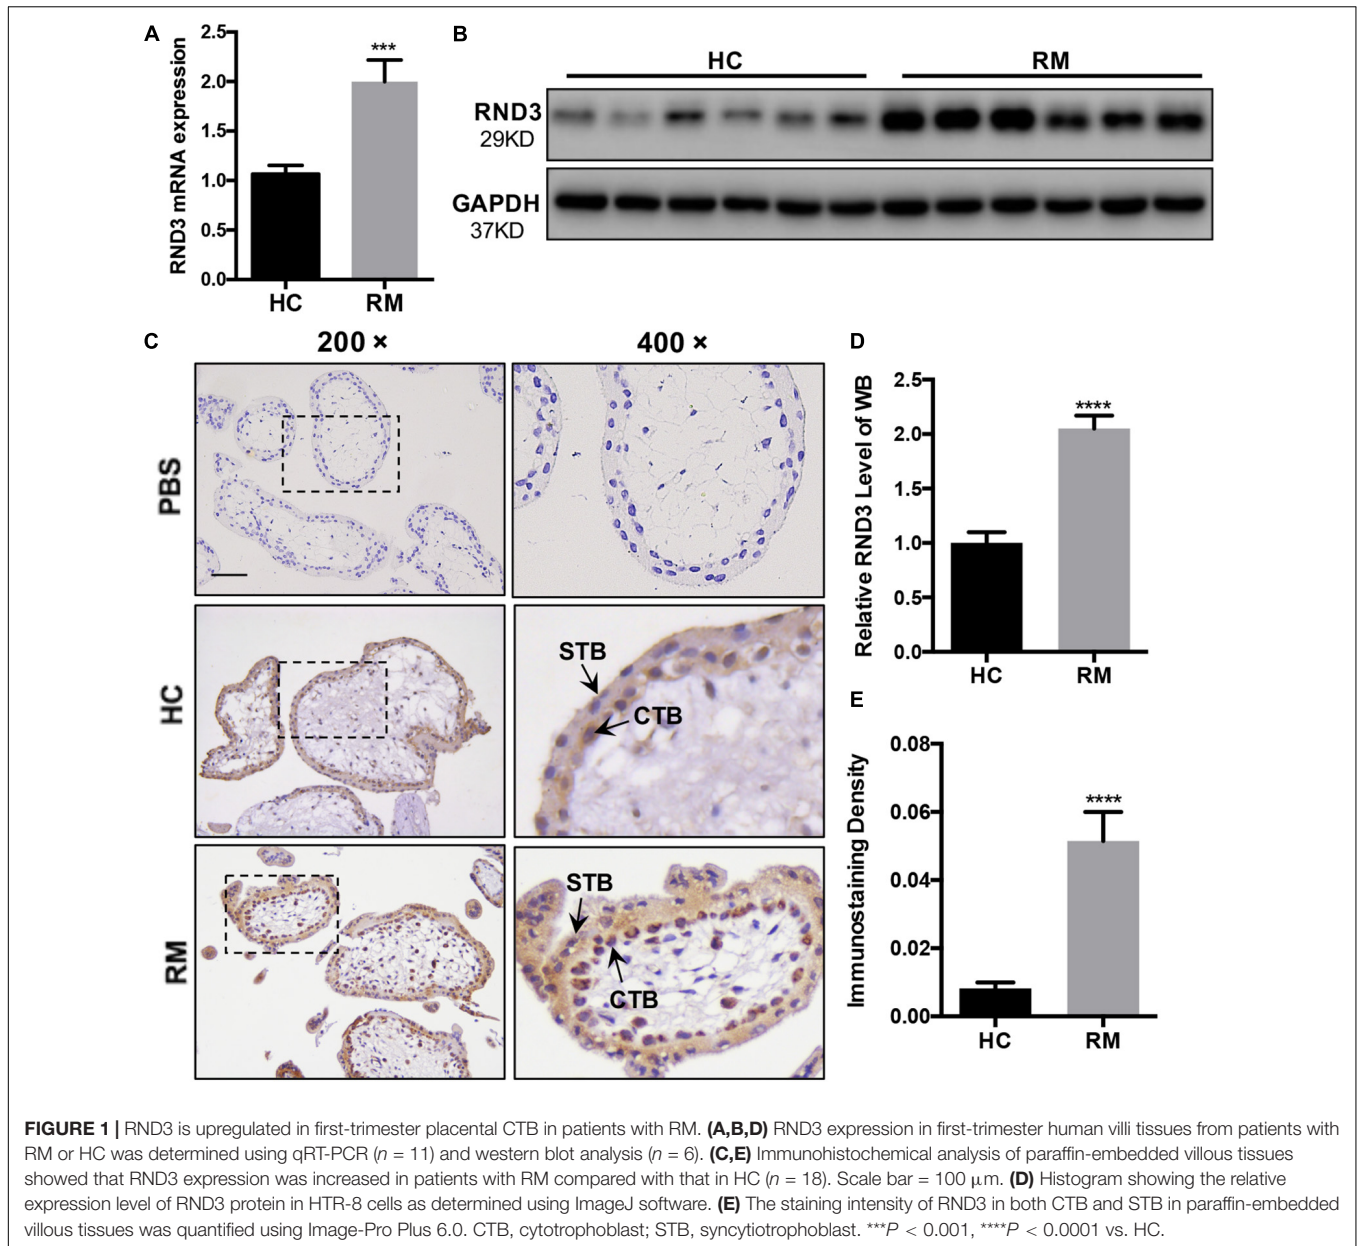 A
RND3 mRNA expression
2.5
2.0
1.5
1.0
0.5
0.0
***
HC
RM
B
HC
RM
RND3
29KD
GAPDH
37KD
C
200 ×
400 ×
PBS
HC
STB
CTB
RM
STB
CTB
D
Relative RND3 Level of WB
2.5
2.0
1.5
1.0
0.5
0.0
****
HC
RM
E
Immunostaining Density
0.08
0.06
0.04
0.02
0.00
****
HC
RM
FIGURE 1 | RND3 is upregulated in first-trimester placental CTB in patients with RM. (A,B,D) RND3 expression in first-trimester human villi tissues from patients with
RM or HC was determined using qRT-PCR (n = 11) and western blot analysis (n = 6). (C,E) Immunohistochemical analysis of paraffin-embedded villous tissues
showed that RND3 expression was increased in patients with RM compared with that in HC (n = 18). Scale bar = 100 μm. (D) Histogram showing the relative
expression level of RND3 protein in HTR-8 cells as determined using ImageJ software. (E) The staining intensity of RND3 in both CTB and STB in paraffin-embedded
villous tissues was quantified using Image-Pro Plus 6.0. CTB, cytotrophoblast; STB, syncytiotrophoblast. ***P < 0.001, ****P < 0.0001 vs. HC.